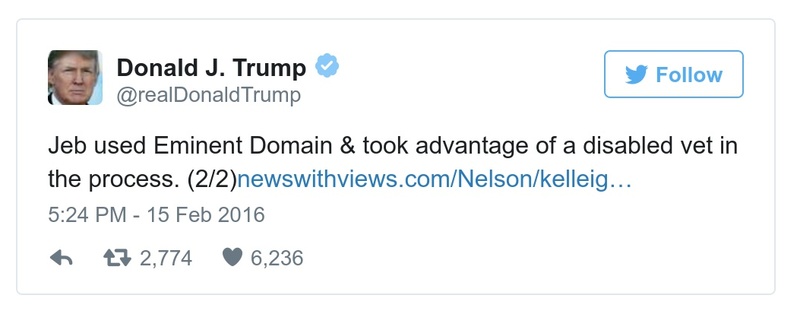 Donald J. Trump
@realDonaldTrump
Follow
Jeb used Eminent Domain & took advantage of a disabled vet in
the process. (2/2)newswithviews.com/Nelson/kelleig…
5:24 PM - 15 Feb 2016
2,774 6,236